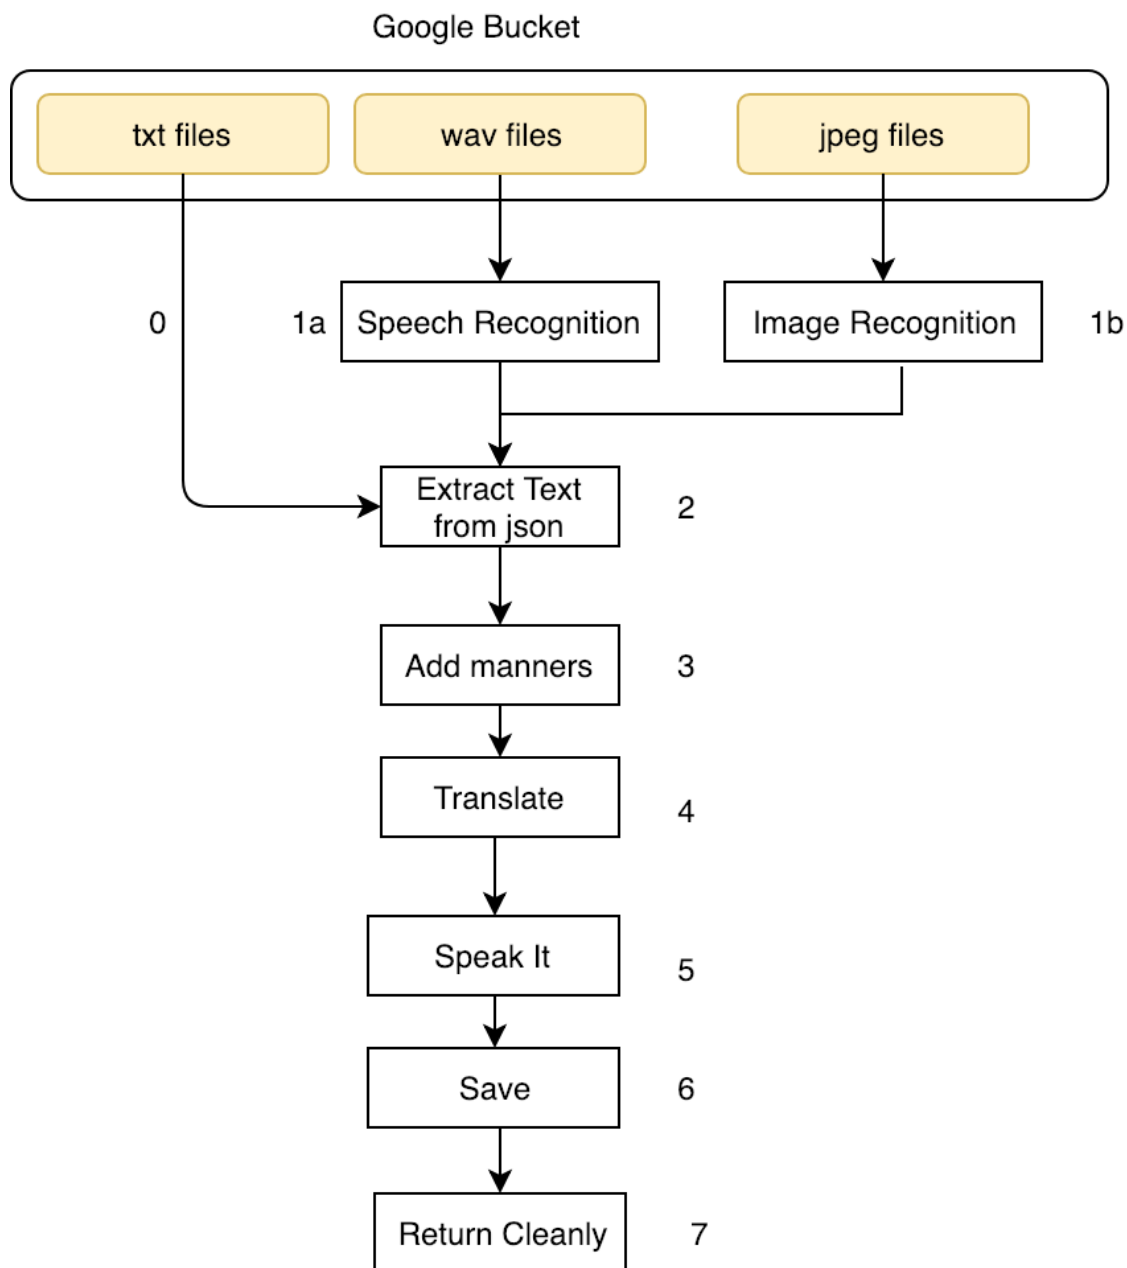 Google Bucket
txt files
wav files
jpeg files
0
1a
Speech Recognition
Image Recognition
1b
Extract Text
from json
2
Add manners
3
Translate
4
Speak It
5
Save
6
Return Cleanly
7